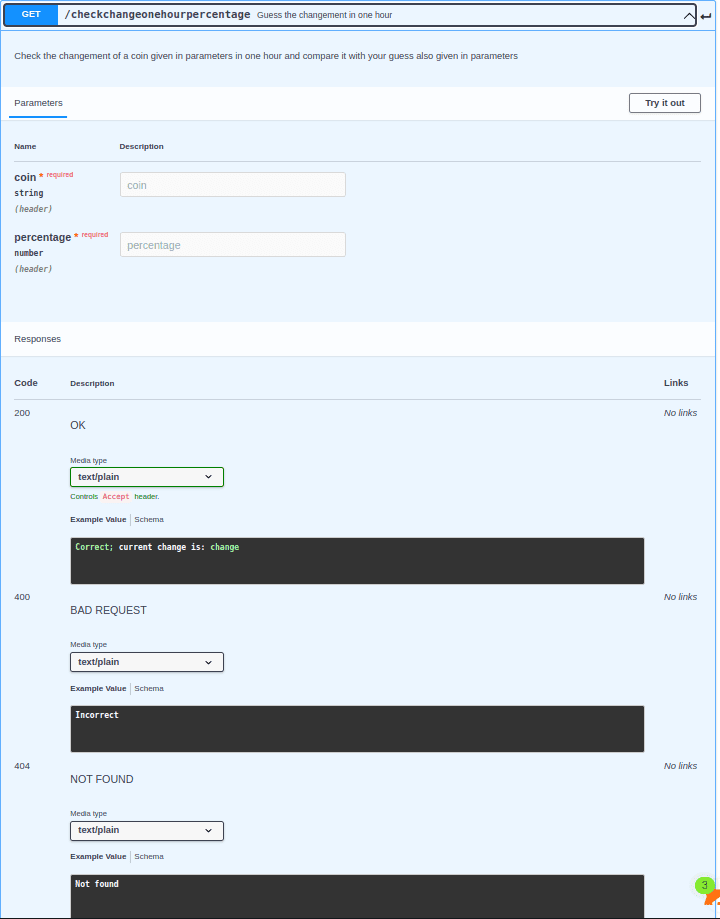 GET /checkchangeonehourpercentage Guess the changement in one hour
Check the changement of a coin given in parameters in one hour and compare it with your guess also given in parameters
Parameters Try it out
Name Description
coin * required
string
(header)
coin
percentage * required
number
(header)
percentage
Responses
Code Description Links
200 No links
OK
Media type
text/plain
Controls Accept header.
Example Value Schema
Correct; current change is: change
400 No links
BAD REQUEST
Media type
text/plain
Example Value Schema
Incorrect
404 No links
NOT FOUND
Media type
text/plain
Example Value Schema
Not found
3